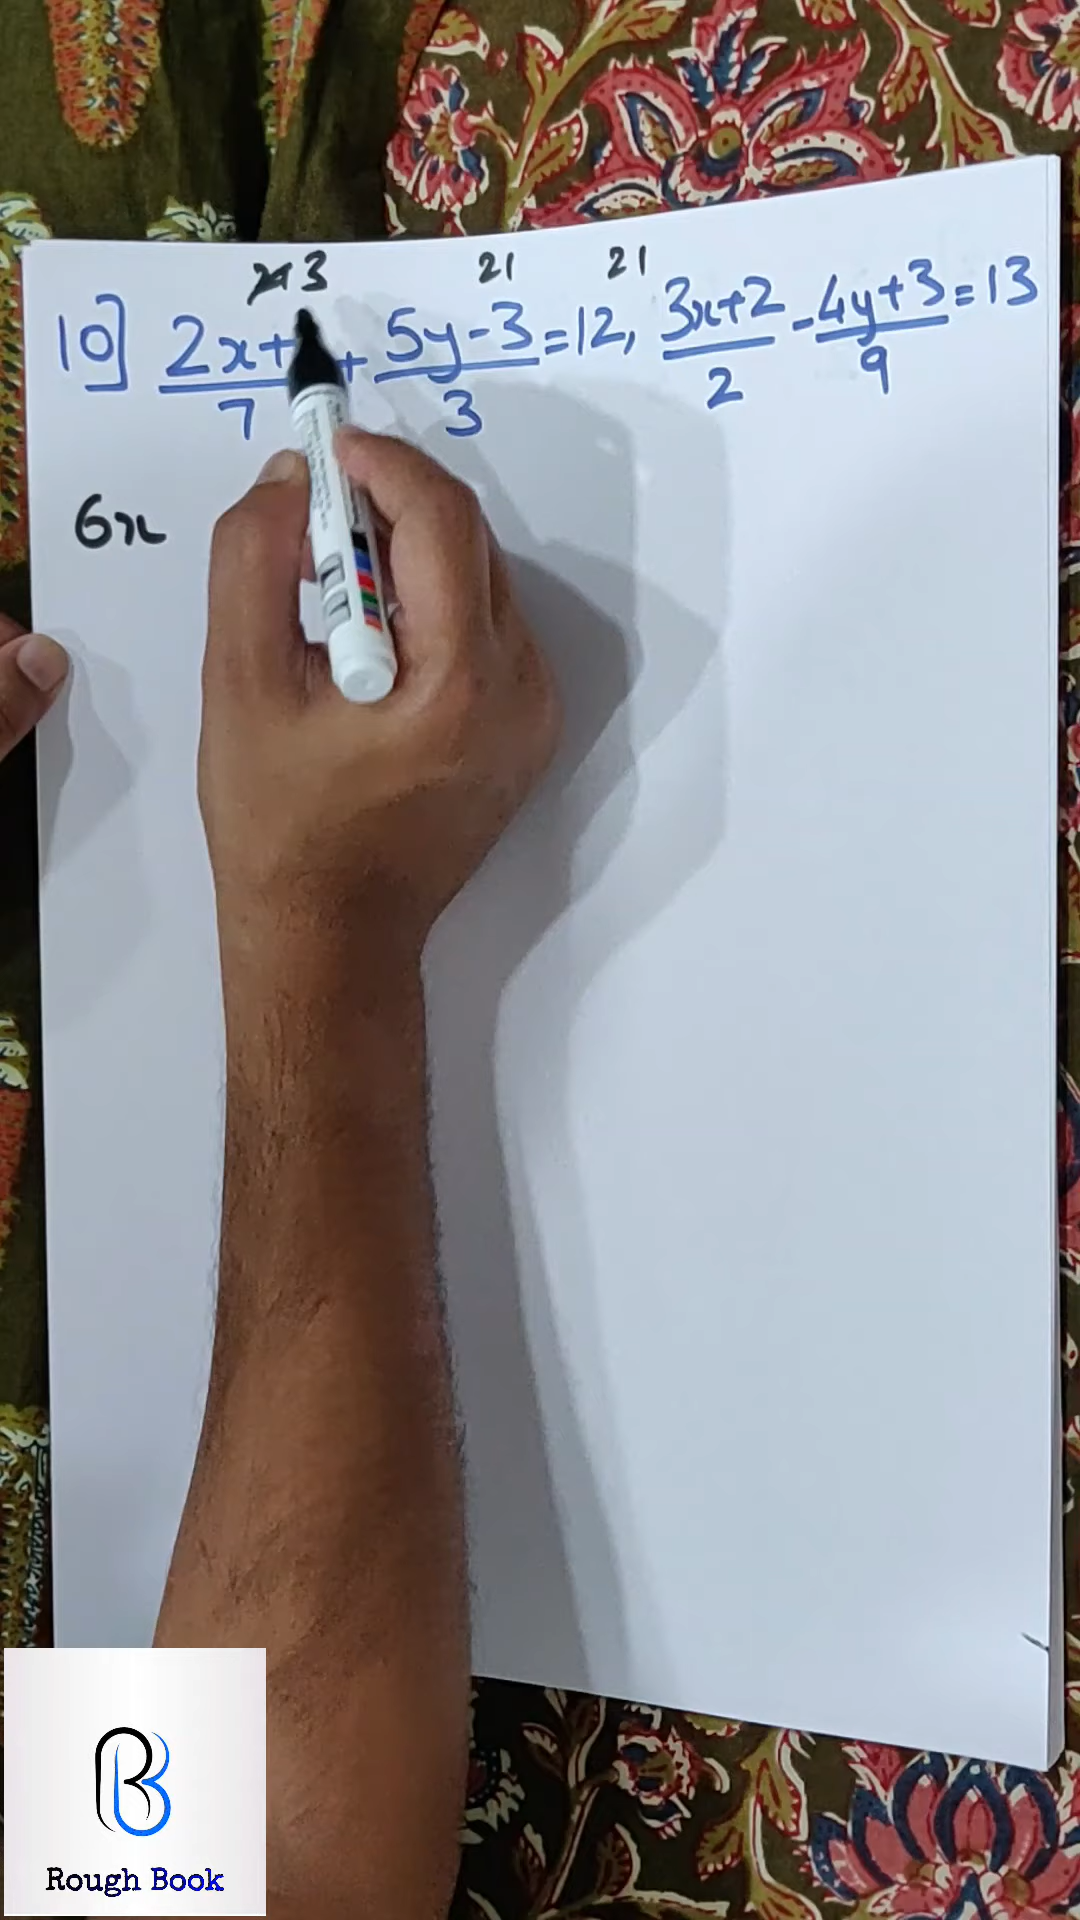 ×3 21 21
10] 2x+ + 5y-3 = 12, 3x+2 - 4y+3 = 13
7 3 2 9
6x
Rough Book